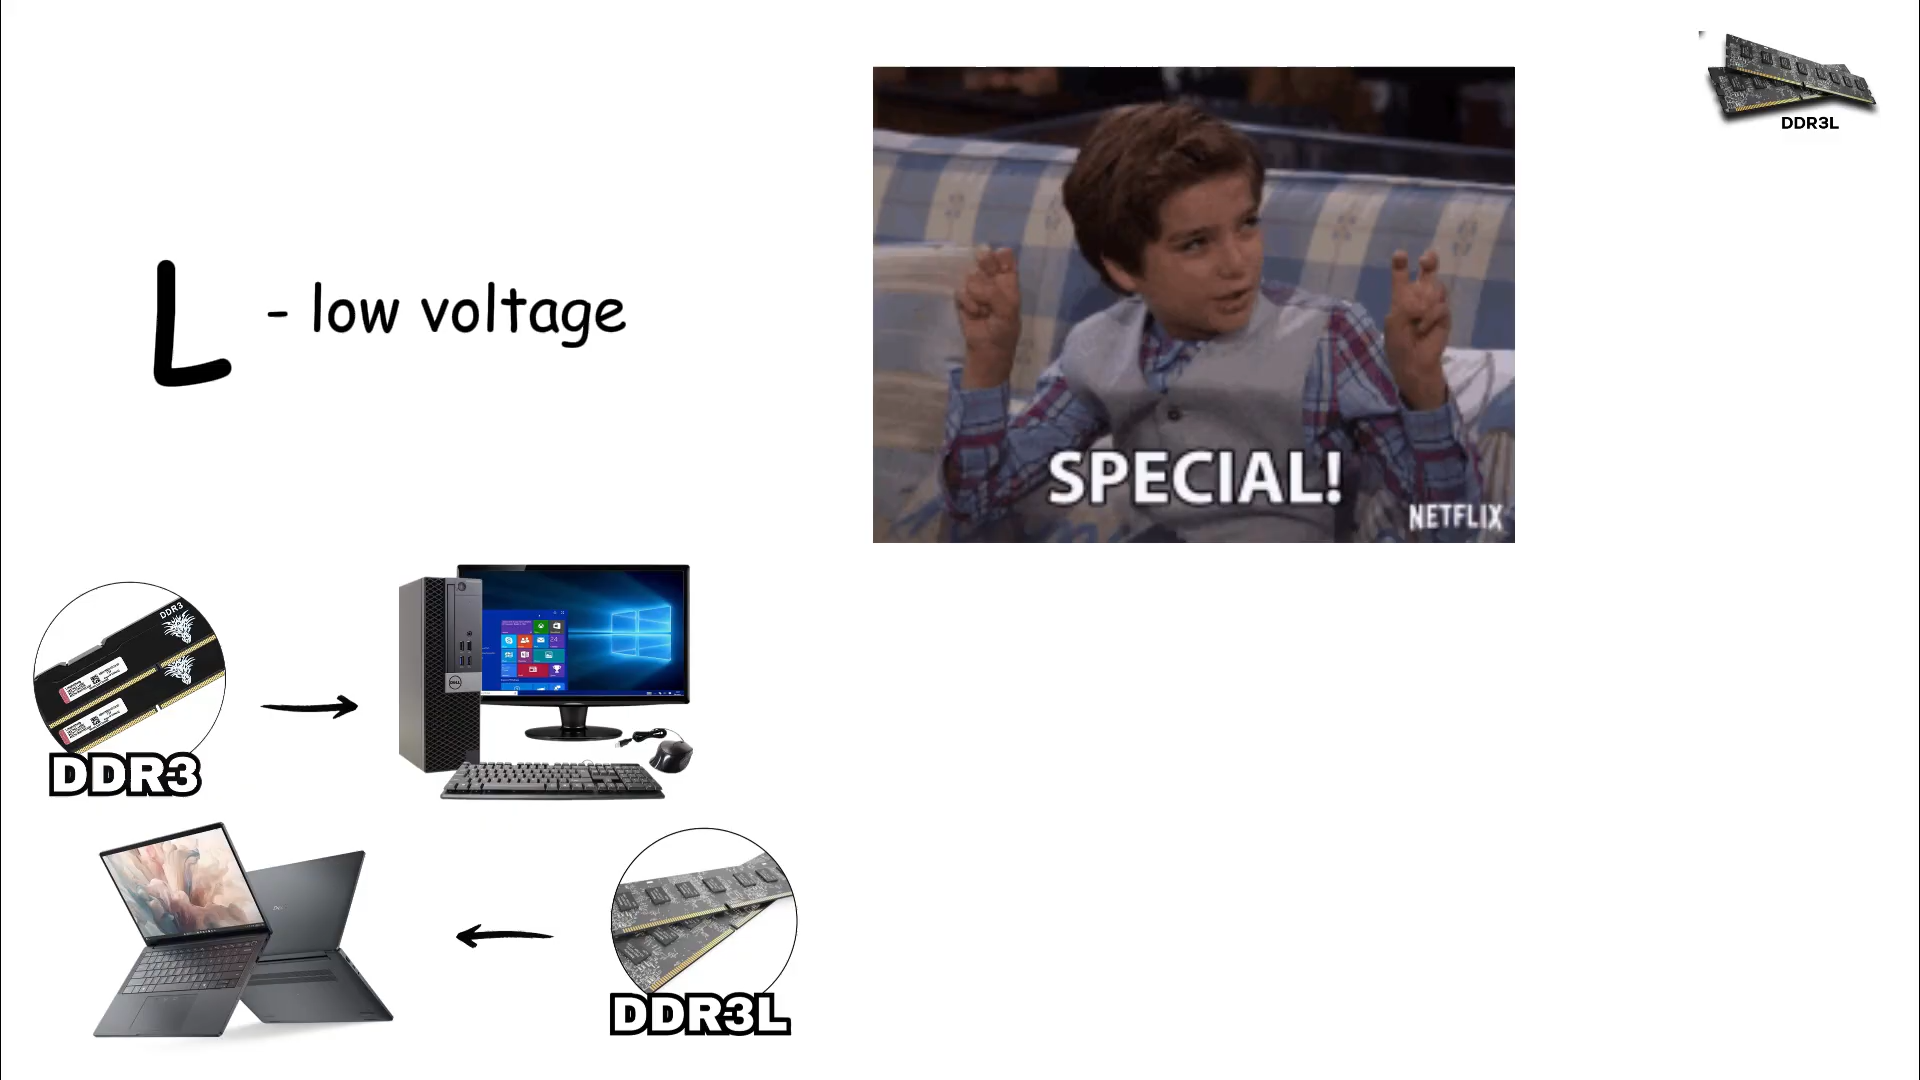 DDR3L
L - low voltage
SPECIAL!
NETFLIX
DDR3
DDR3
DDR3L